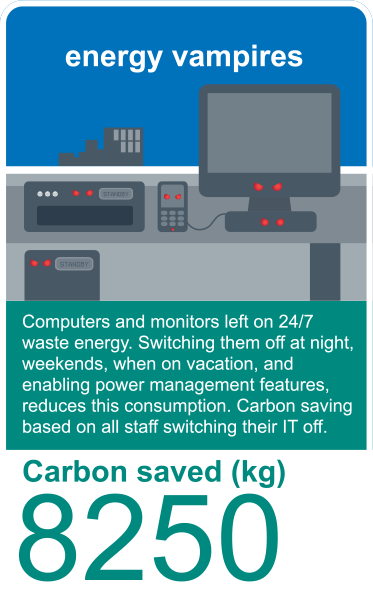 energy vampires
STANDBY
STANDBY
Computers and monitors left on 24/7
waste energy. Switching them off at night,
weekends, when on vacation, and
enabling power management features,
reduces this consumption. Carbon saving
based on all staff switching their IT off.
Carbon saved (kg)
8250